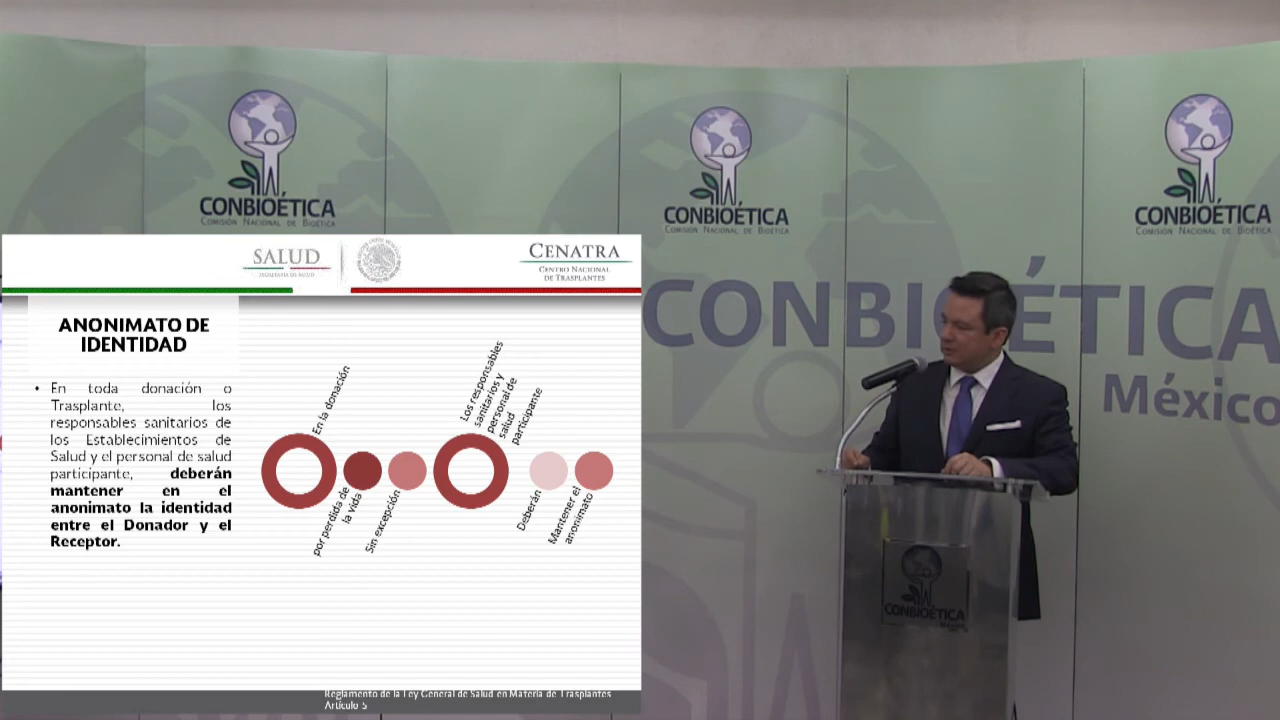 CONBIOÉTICA
COMISIÓN NACIONAL DE BIOÉTICA
CONBIOÉTICA
COMISIÓN NACIONAL DE BIOÉTICA
CONBIOÉTICA
COMISIÓN NACIONAL DE BIOÉTICA
CONBIOÉTICA
México
SALUD
SECRETARÍA DE SALUD
CENATRA
CENTRO NACIONAL
DE TRASPLANTES
ANONIMATO DE
IDENTIDAD
• En toda donación o
Trasplante, los
responsables sanitarios de
los Establecimientos de
Salud y el personal de salud
participante, deberán
mantener en el
anonimato la identidad
entre el Donador y el
Receptor.
En la donación
por perdida de
la vida
Sin excepción
Los responsables
sanitarios y
personal de
salud
participante
Deberán
Mantener el
anonimato
Reglamento de la Ley General de Salud en Materia de Trasplantes
Artículo 5
CONBIOÉTICA
México